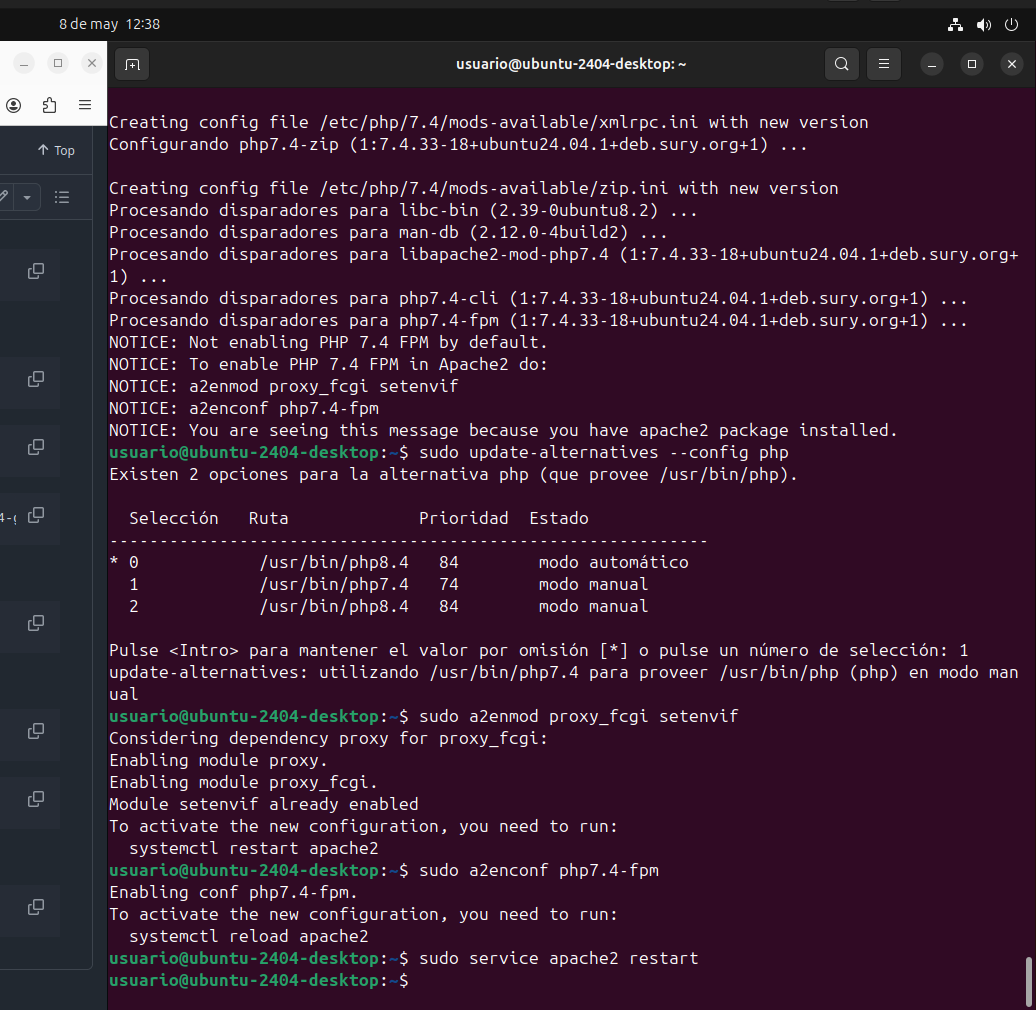 8 de may 12:38
usuario@ubuntu-2404-desktop: ~
Top
Creating config file /etc/php/7.4/mods-available/xmlrpc.ini with new version
Configurando php7.4-zip (1:7.4.33-18+ubuntu24.04.1+deb.sury.org+1) ...
Creating config file /etc/php/7.4/mods-available/zip.ini with new version
Procesando disparadores para libc-bin (2.39-0ubuntu8.2) ...
Procesando disparadores para man-db (2.12.0-4build2) ...
Procesando disparadores para libapache2-mod-php7.4 (1:7.4.33-18+ubuntu24.04.1+deb.sury.org+
1) ...
Procesando disparadores para php7.4-cli (1:7.4.33-18+ubuntu24.04.1+deb.sury.org+1) ...
Procesando disparadores para php7.4-fpm (1:7.4.33-18+ubuntu24.04.1+deb.sury.org+1) ...
NOTICE: Not enabling PHP 7.4 FPM by default.
NOTICE: To enable PHP 7.4 FPM in Apache2 do:
NOTICE: a2enmod proxy_fcgi setenvif
NOTICE: a2enconf php7.4-fpm
NOTICE: You are seeing this message because you have apache2 package installed.
usuario@ubuntu-2404-desktop:~$ sudo update-alternatives --config php
Existen 2 opciones para la alternativa php (que provee /usr/bin/php).
Selección Ruta Prioridad Estado
------------------------------------------------------------
* 0 /usr/bin/php8.4 84 modo automático
1 /usr/bin/php7.4 74 modo manual
2 /usr/bin/php8.4 84 modo manual
Pulse <Intro> para mantener el valor por omisión [*] o pulse un número de selección: 1
update-alternatives: utilizando /usr/bin/php7.4 para proveer /usr/bin/php (php) en modo man
ual
usuario@ubuntu-2404-desktop:~$ sudo a2enmod proxy_fcgi setenvif
Considering dependency proxy for proxy_fcgi:
Enabling module proxy.
Enabling module proxy_fcgi.
Module setenvif already enabled
To activate the new configuration, you need to run:
systemctl restart apache2
usuario@ubuntu-2404-desktop:~$ sudo a2enconf php7.4-fpm
Enabling conf php7.4-fpm.
To activate the new configuration, you need to run:
systemctl reload apache2
usuario@ubuntu-2404-desktop:~$ sudo service apache2 restart
usuario@ubuntu-2404-desktop:~$